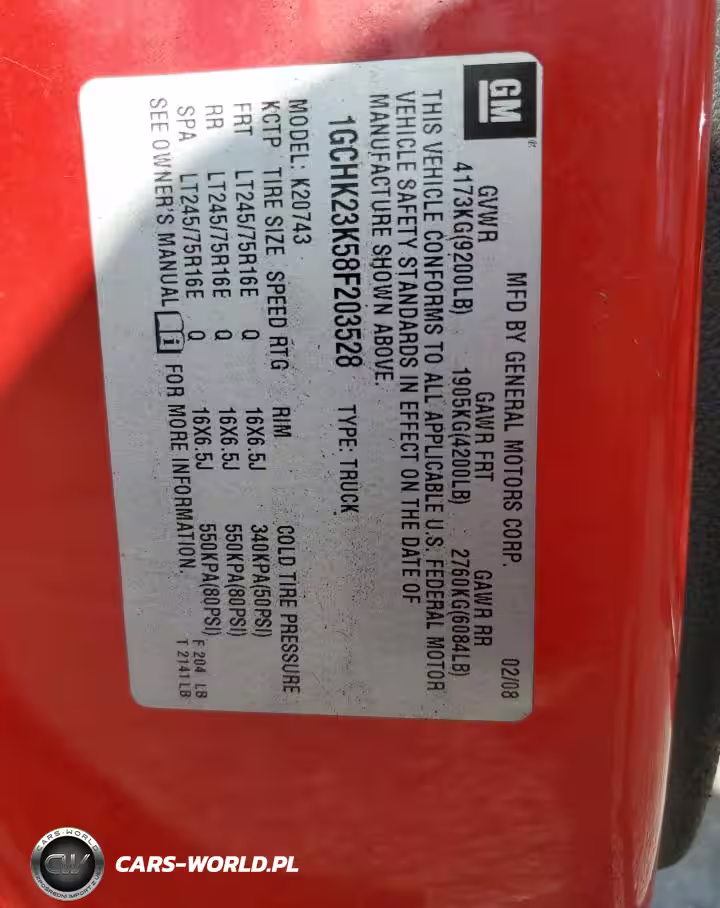 GM
MFD BY GENERAL MOTORS CORP. 02/08
GVWR GAWR FRT GAWR RR
4173KG(9200LB) 1905KG(4200LB) 2760KG(6084LB)
THIS VEHICLE CONFORMS TO ALL APPLICABLE U.S. FEDERAL MOTOR
VEHICLE SAFETY STANDARDS IN EFFECT ON THE DATE OF
MANUFACTURE SHOWN ABOVE.
1GCHK23K58F203528 TYPE: TRUCK
MODEL: K20743
KCTP TIRE SIZE SPEED RTG RIM COLD TIRE PRESSURE
FRT LT245/75R16E Q 16X6.5J 340KPA(50PSI)
RR LT245/75R16E Q 16X6.5J 550KPA(80PSI)
SPA LT245/75R16E Q 16X6.5J 550KPA(80PSI)
SEE OWNER'S MANUAL FOR MORE INFORMATION.
F 204 LB
T 2141 LB
CARS-WORLD
CW
CARS-WORLD.PL